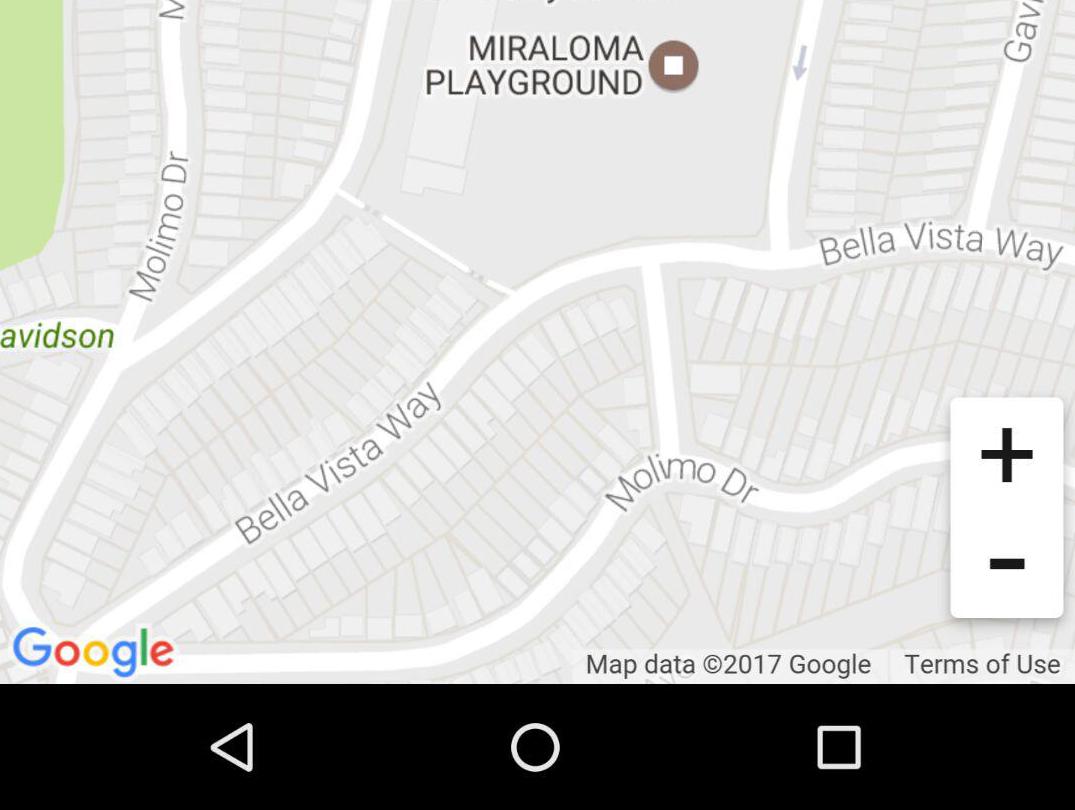 MIRALOMA
PLAYGROUND
Molimo Dr
Bella Vista Way
avidson
Bella Vista Way
Molimo Dr
Google
Map data ©2017 Google
Terms of Use